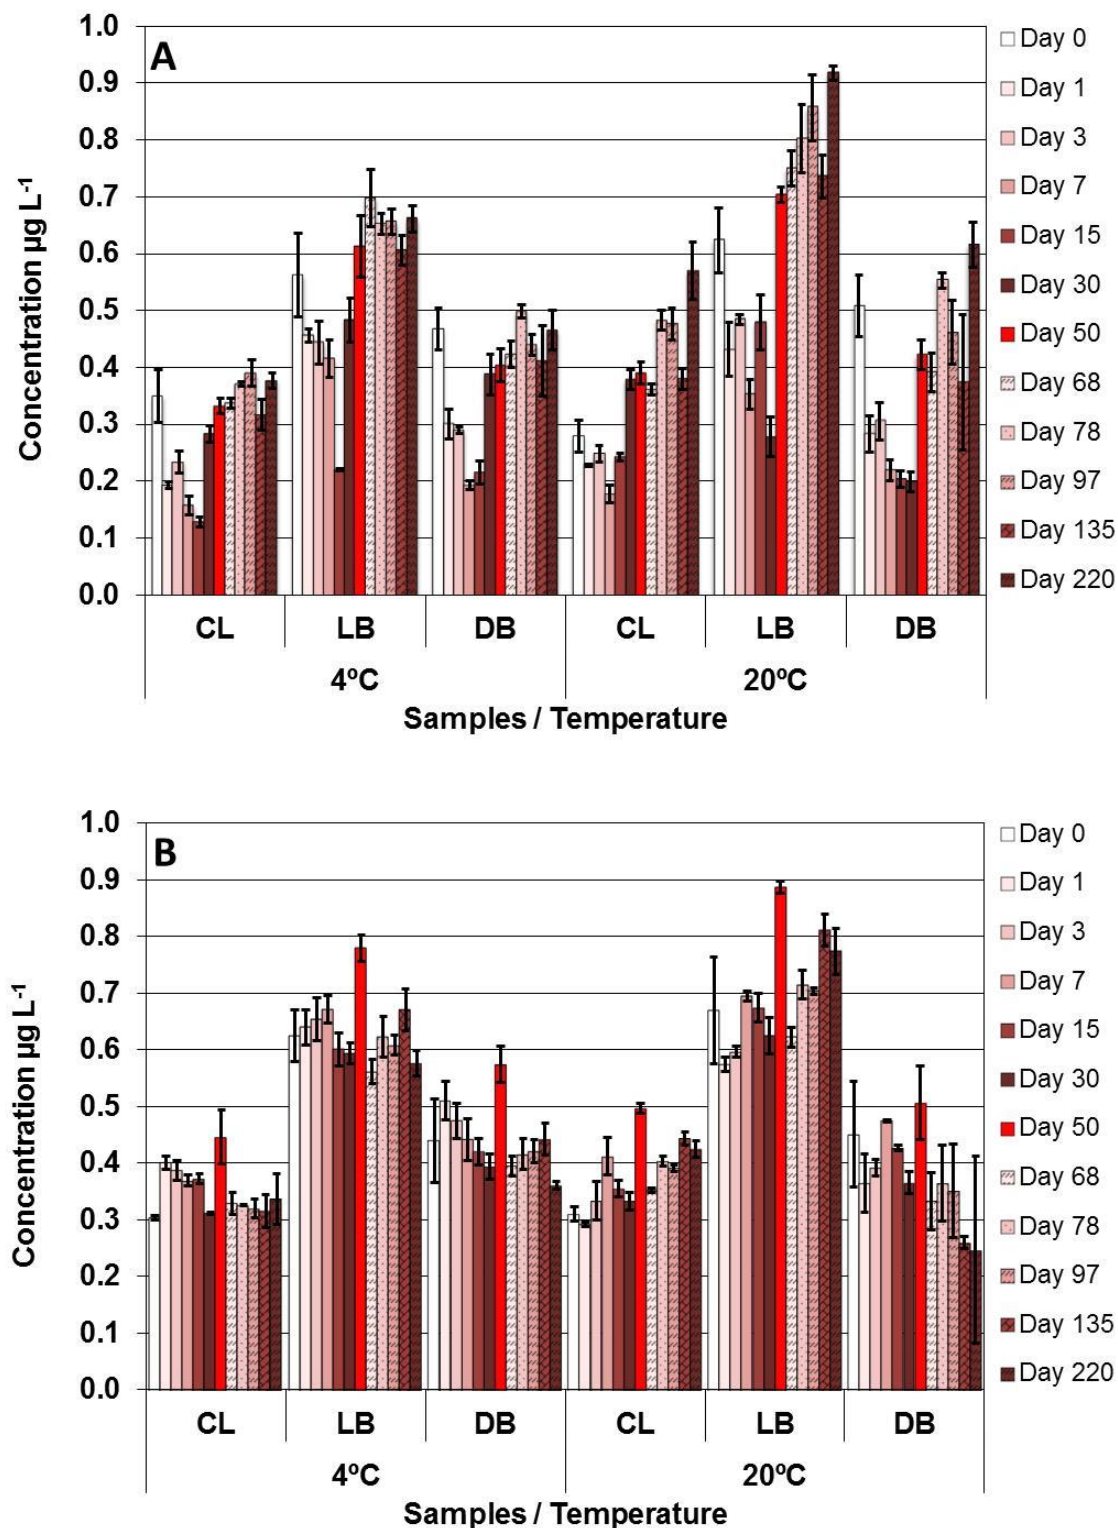 A
Concentration µg L-1
1.0
0.9
0.8
0.7
0.6
0.5
0.4
0.3
0.2
0.1
0.0
CL LB DB CL LB DB
4ºC 20ºC
Samples / Temperature
Day 0
Day 1
Day 3
Day 7
Day 15
Day 30
Day 50
Day 68
Day 78
Day 97
Day 135
Day 220
B
Concentration µg L-1
1.0
0.9
0.8
0.7
0.6
0.5
0.4
0.3
0.2
0.1
0.0
CL LB DB CL LB DB
4ºC 20ºC
Samples / Temperature
Day 0
Day 1
Day 3
Day 7
Day 15
Day 30
Day 50
Day 68
Day 78
Day 97
Day 135
Day 220